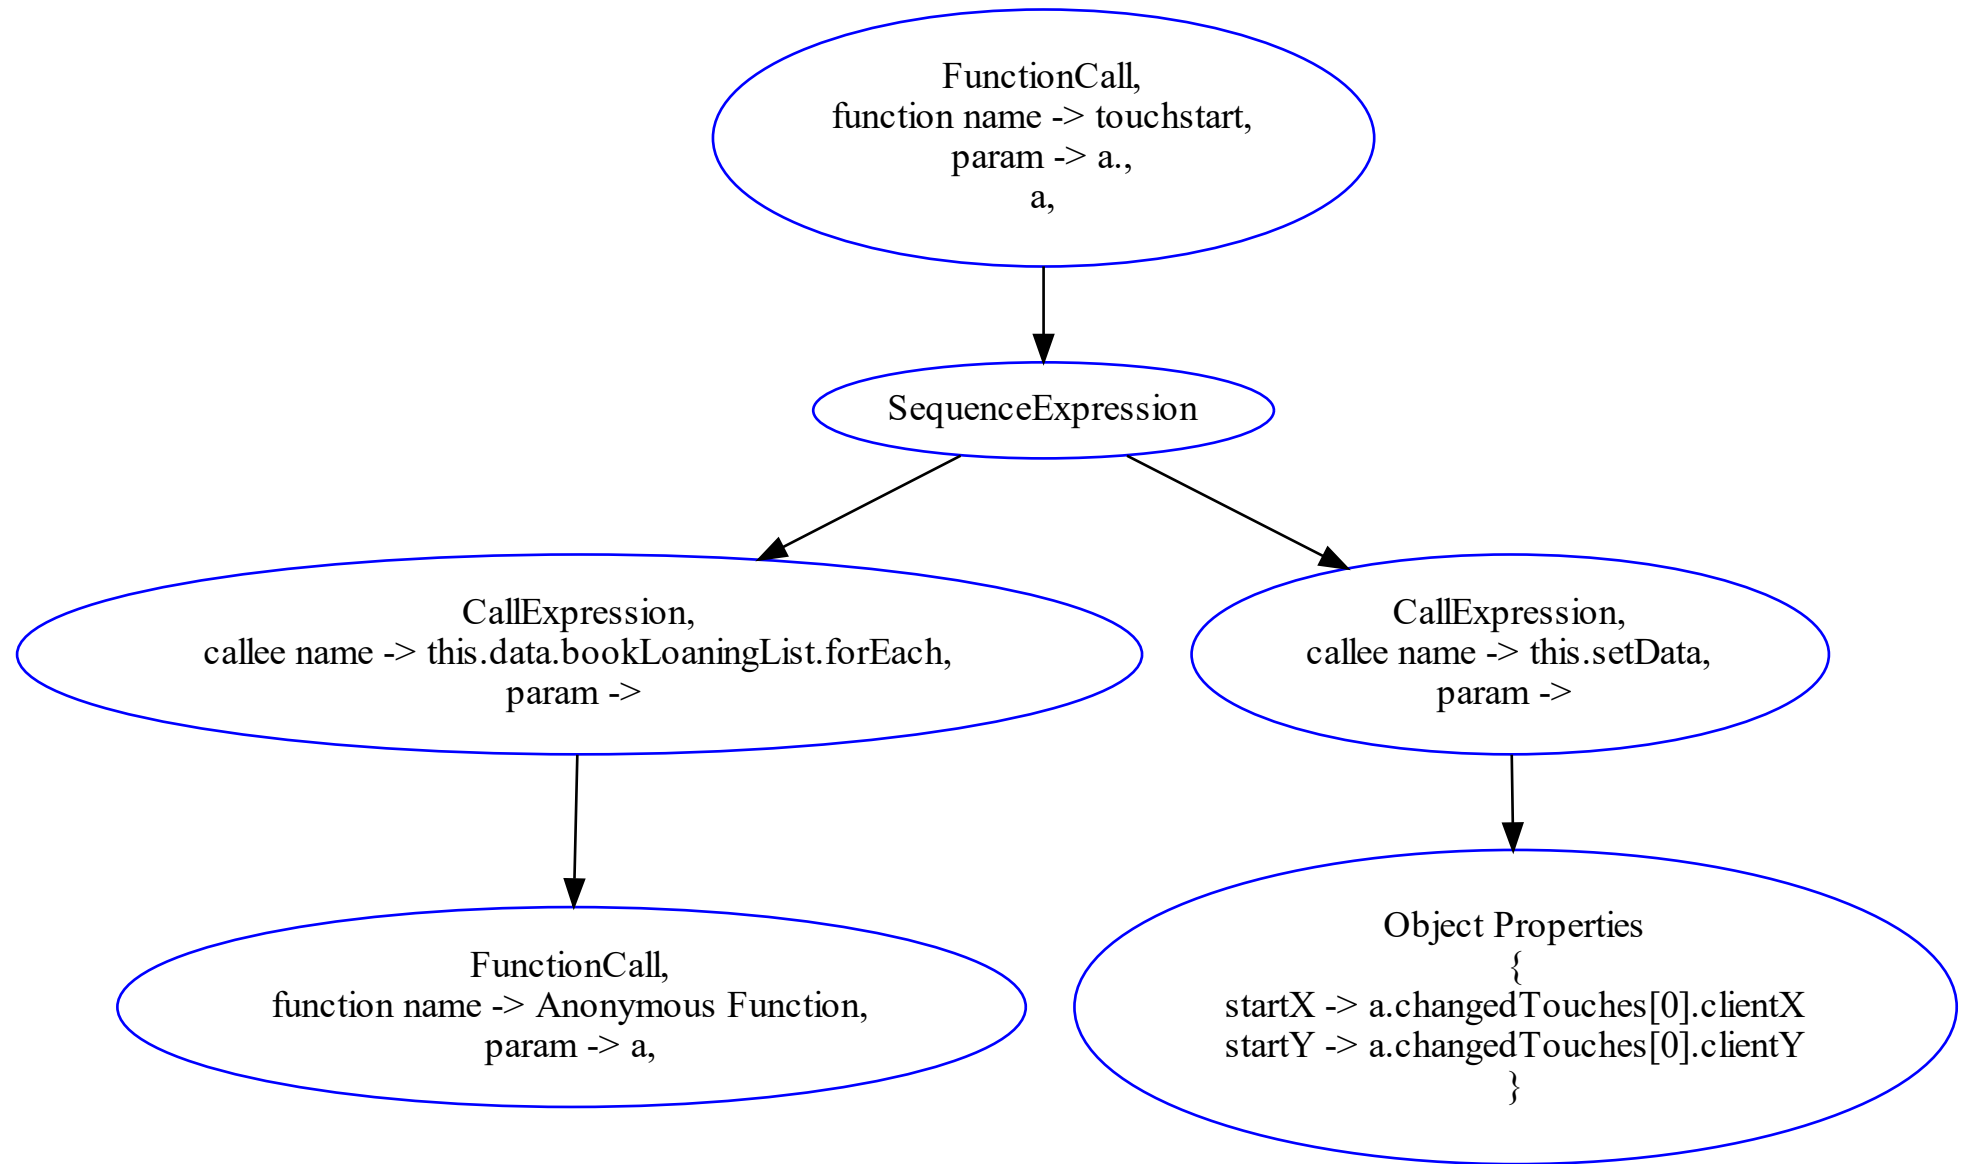 FunctionCall,
function name -> touchstart,
param -> a.,
a,
SequenceExpression
CallExpression,
callee name -> this.data.bookLoaningList.forEach,
param ->
CallExpression,
callee name -> this.setData,
param ->
FunctionCall,
function name -> Anonymous Function,
param -> a,
Object Properties
{
startX -> a.changedTouches[0].clientX
startY -> a.changedTouches[0].clientY
}